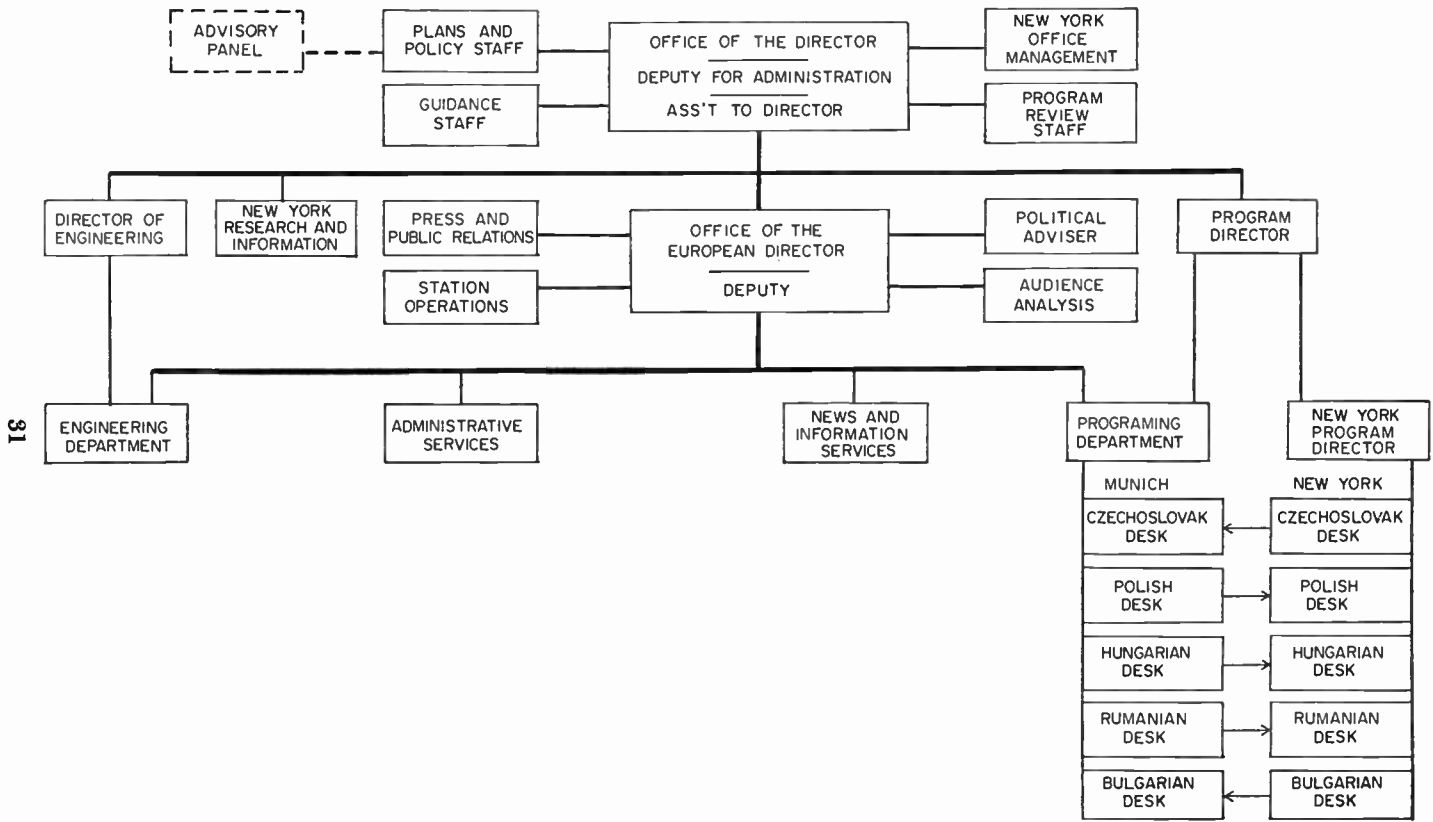 ADVISORY
PANEL
PLANS AND
POLICY STAFF
OFFICE OF THE DIRECTOR
DEPUTY FOR ADMINISTRATION
ASS'T TO DIRECTOR
NEW YORK
OFFICE
MANAGEMENT
GUIDANCE
STAFF
PROGRAM
REVIEW
STAFF
DIRECTOR OF
ENGINEERING
NEW YORK
RESEARCH AND
INFORMATION
PRESS AND
PUBLIC RELATIONS
OFFICE OF THE
EUROPEAN DIRECTOR
DEPUTY
POLITICAL
ADVISER
PROGRAM
DIRECTOR
STATION
OPERATIONS
AUDIENCE
ANALYSIS
ENGINEERING
DEPARTMENT
ADMINISTRATIVE
SERVICES
NEWS AND
INFORMATION
SERVICES
PROGRAMING
DEPARTMENT
NEW YORK
PROGRAM
DIRECTOR
31
MUNICH
NEW YORK
CZECHOSLOVAK
DESK
CZECHOSLOVAK
DESK
POLISH
DESK
POLISH
DESK
HUNGARIAN
DESK
HUNGARIAN
DESK
RUMANIAN
DESK
RUMANIAN
DESK
BULGARIAN
DESK
BULGARIAN
DESK